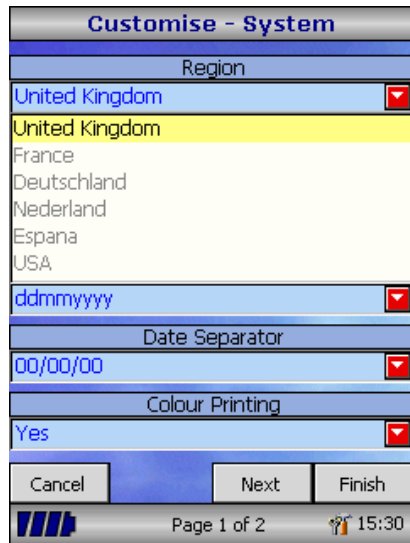 Customise - System
Region
United Kingdom
United Kingdom
France
Deutschland
Nederland
Espana
USA
ddmmyyyy
Date Separator
00/00/00
Colour Printing
Yes
Cancel Next Finish
Page 1 of 2 15:30